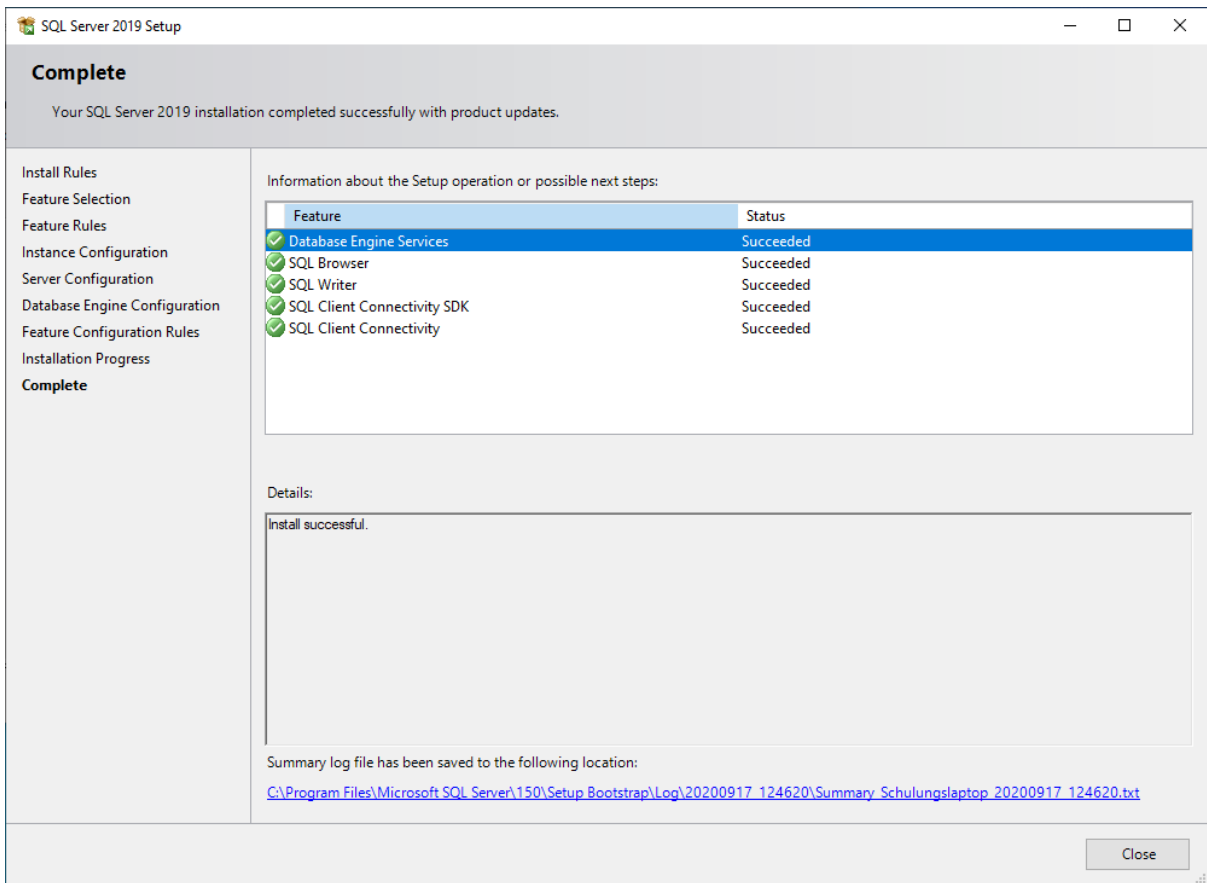 SQL Server 2019 Setup
Complete
Your SQL Server 2019 installation completed successfully with product updates.
Install Rules
Feature Selection
Feature Rules
Instance Configuration
Server Configuration
Database Engine Configuration
Feature Configuration Rules
Installation Progress
Complete
Information about the Setup operation or possible next steps:
Feature Status
Database Engine Services Succeeded
SQL Browser Succeeded
SQL Writer Succeeded
SQL Client Connectivity SDK Succeeded
SQL Client Connectivity Succeeded
Details:
Install successful.
Summary log file has been saved to the following location:
C:\Program Files\Microsoft SQL Server\150\Setup Bootstrap\Log\20200917_124620\Summary_Schulungslaptop_20200917_124620.txt
Close